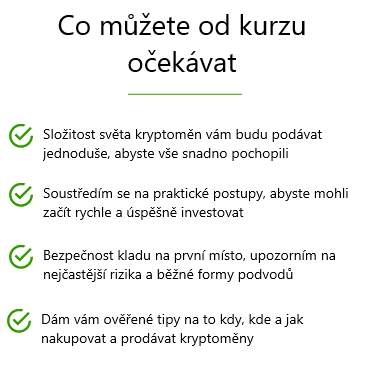 Co můžete od kurzu
očekávat
Složitost světa kryptoměn vám budu podávat
jednoduše, abyste vše snadno pochopili
Soustředím se na praktické postupy, abyste mohli
začít rychle a úspěšně investovat
Bezpečnost kladu na první místo, upozorním na
nejčastější rizika a běžné formy podvodů
Dám vám ověřené tipy na to kdy, kde a jak
nakupovat a prodávat kryptoměny